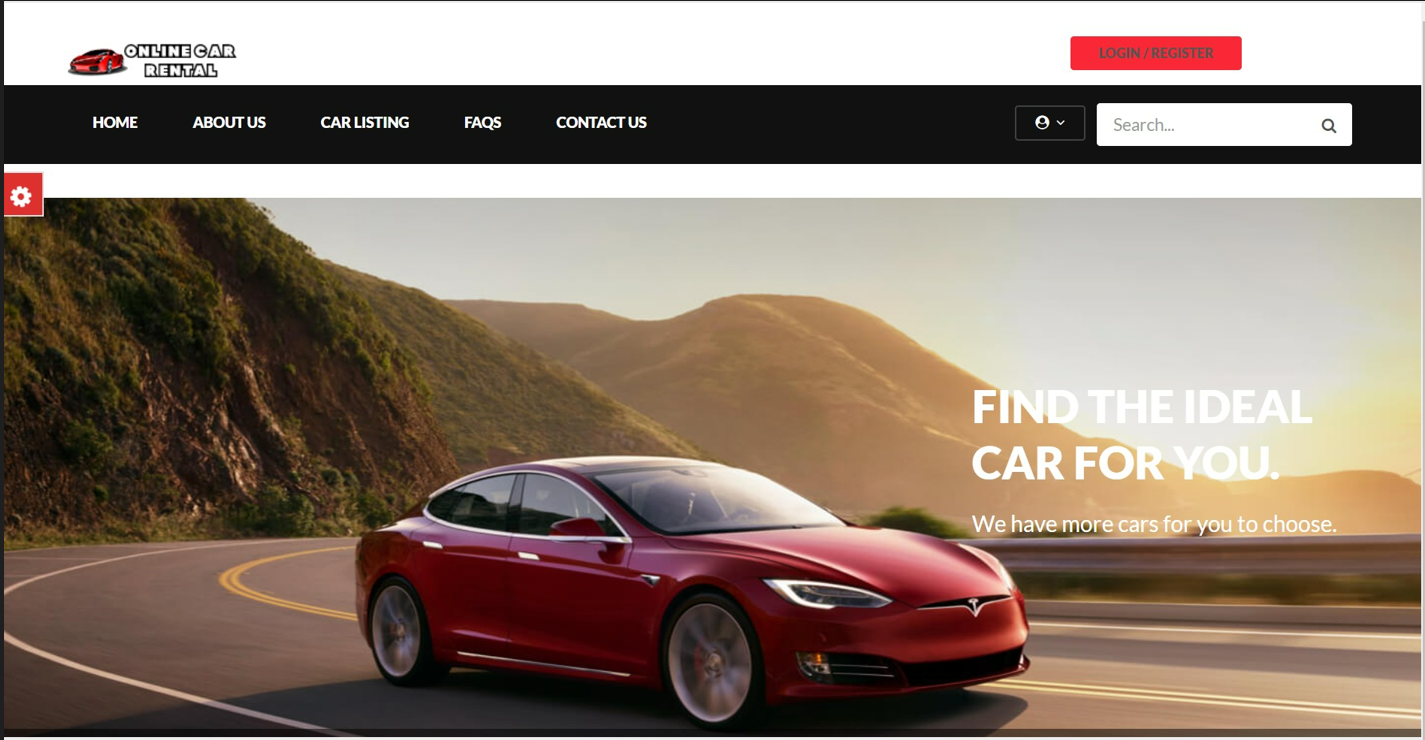 ONLINE CAR
RENTAL
LOGIN / REGISTER
HOME ABOUT US CAR LISTING FAQS CONTACT US
Search...
FIND THE IDEAL
CAR FOR YOU.
We have more cars for you to choose.